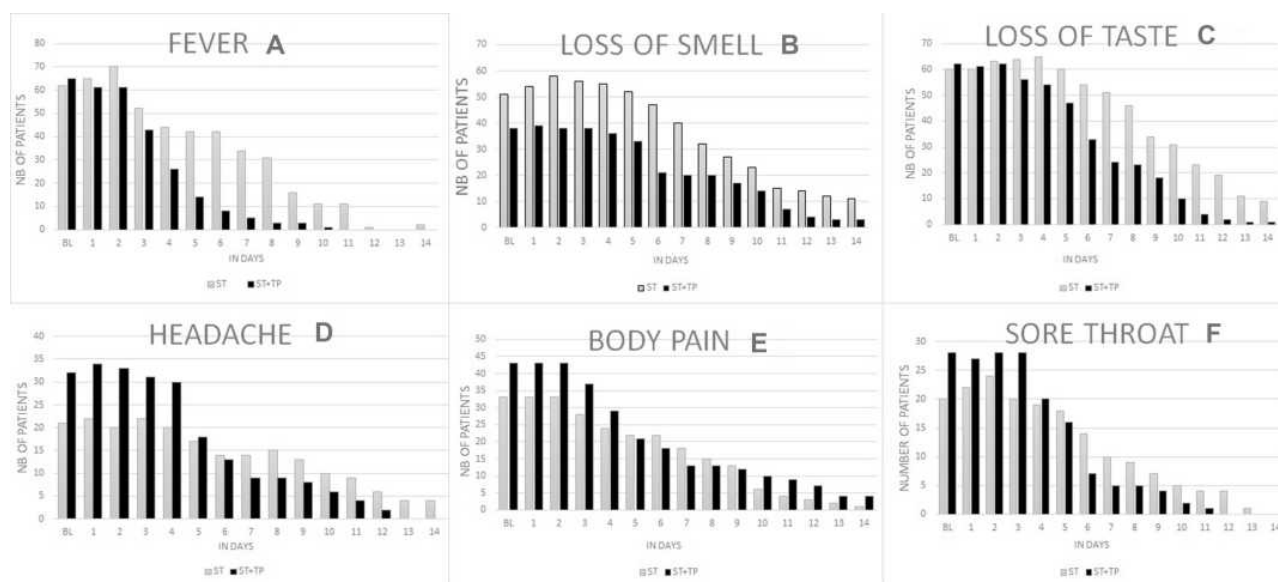 FEVER A
80
70
60
50
40
30
20
10
0
NB OF PATIENTS
BL 1 2 3 4 5 6 7 8 9 10 11 12 13 14
IN DAYS
ST ST+TP
LOSS OF SMELL B
70
60
50
40
30
20
10
0
NB OF PATIENTS
BL 1 2 3 4 5 6 7 8 9 10 11 12 13 14
IN DAYS
ST ST+TP
LOSS OF TASTE C
70
60
50
40
30
20
10
0
NB OF PATIENTS
BL 1 2 3 4 5 6 7 8 9 10 11 12 13 14
IN DAYS
ST ST+TP
HEADACHE D
40
35
30
25
20
15
10
5
0
NB OF PATIENTS
BL 1 2 3 4 5 6 7 8 9 10 11 12 13 14
IN DAYS
ST ST+TP
BODY PAIN E
50
45
40
35
30
25
20
15
10
5
0
NB OF PATIENTS
BL 1 2 3 4 5 6 7 8 9 10 11 12 13 14
IN DAYS
ST ST+TP
SORE THROAT F
30
25
20
15
10
5
0
NUMBER OF PATIENTS
BL 1 2 3 4 5 6 7 8 9 10 11 12 13 14
IN DAYS
ST ST+TP